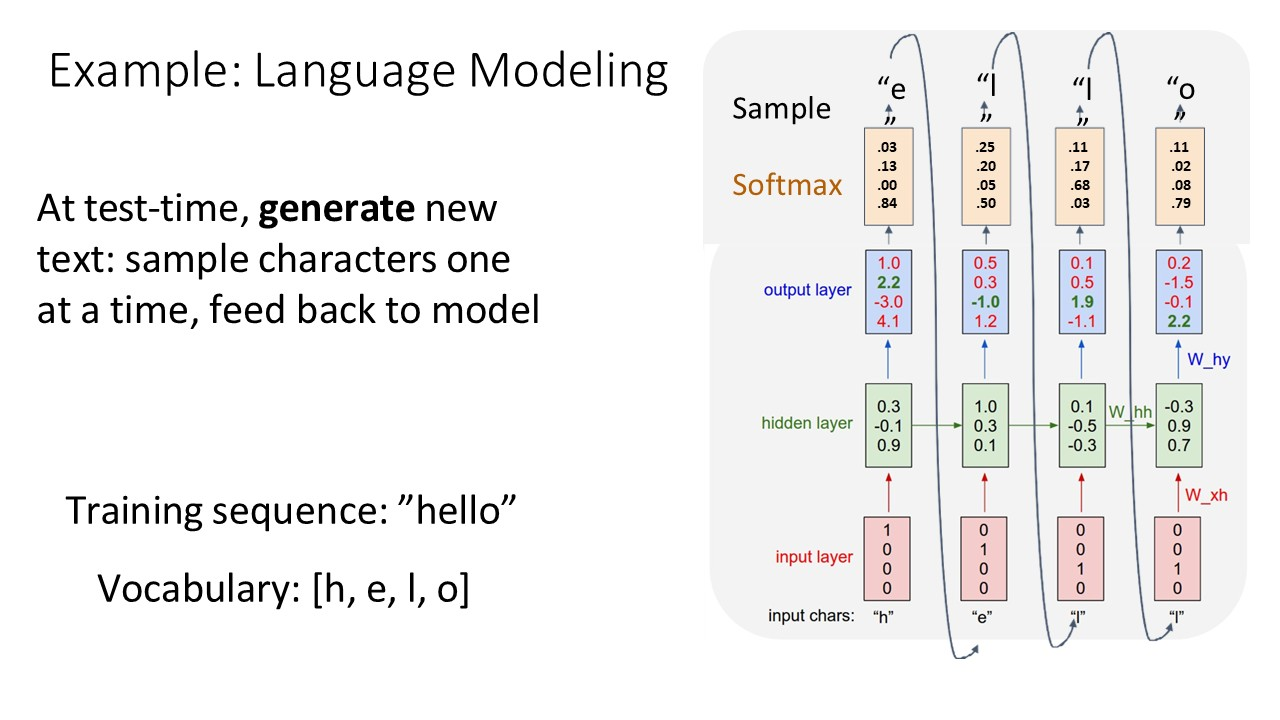 Example: Language Modeling
At test-time, generate new
text: sample characters one
at a time, feed back to model
Training sequence: ”hello”
Vocabulary: [h, e, l, o]
Sample
“e
”
“l
”
“l
”
“o
”
Softmax
.03 .25 .11 .11
.13 .20 .17 .02
.00 .05 .68 .08
.84 .50 .03 .79
output layer
1.0 0.5 0.1 0.2
2.2 0.3 0.5 -1.5
-3.0 -1.0 1.9 -0.1
4.1 1.2 -1.1 2.2
W_hy
hidden layer
0.3 1.0 0.1 -0.3
-0.1 0.3 -0.5 0.9
0.9 0.1 -0.3 0.7
W_hh
W_xh
input layer
1 0 0 0
0 1 0 0
0 0 1 1
0 0 0 0
input chars: “h” “e” “l” “l”